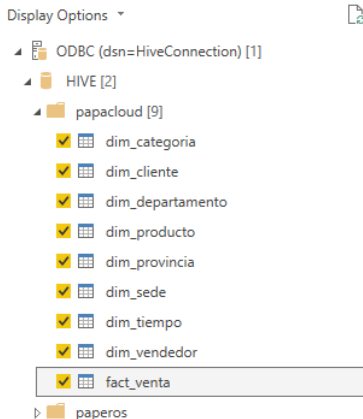 Display Options
ODBC (dsn=HiveConnection) [1]
HIVE [2]
papacloud [9]
dim_categoria
dim_cliente
dim_departamento
dim_producto
dim_provincia
dim_sede
dim_tiempo
dim_vendedor
fact_venta
paperos